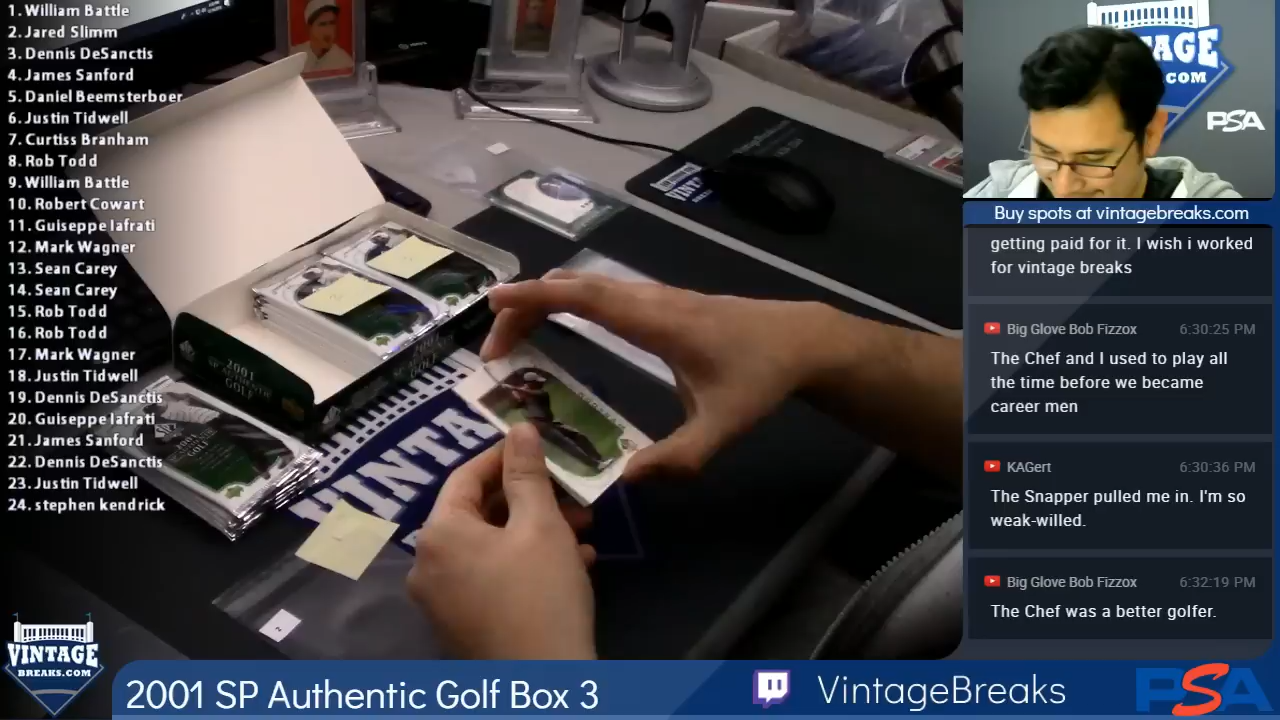 1. William Battle
2. Jared Slimm
3. Dennis DeSanctis
4. James Sanford
5. Daniel Beemsterboer
6. Justin Tidwell
7. Curtiss Branham
8. Rob Todd
9. William Battle
10. Robert Cowart
11. Guiseppe Iafrati
12. Mark Wagner
13. Sean Carey
14. Sean Carey
15. Rob Todd
16. Rob Todd
17. Mark Wagner
18. Justin Tidwell
19. Dennis DeSanctis
20. Guiseppe Iafrati
21. James Sanford
22. Dennis DeSanctis
23. Justin Tidwell
24. stephen kendrick
2001
SP AUTHENTIC
GOLF
2001
GOLF
VINTA
VINTA
2
PSA
Buy spots at vintagebreaks.com
getting paid for it. I wish i worked
for vintage breaks
Big Glove Bob Fizzox 6:30:25 PM
The Chef and I used to play all
the time before we became
career men
KAGert 6:30:36 PM
The Snapper pulled me in. I'm so
weak-willed.
Big Glove Bob Fizzox 6:32:19 PM
The Chef was a better golfer.
VINTAGE
BREAKS.COM
2001 SP Authentic Golf Box 3
VintageBreaks
PSA